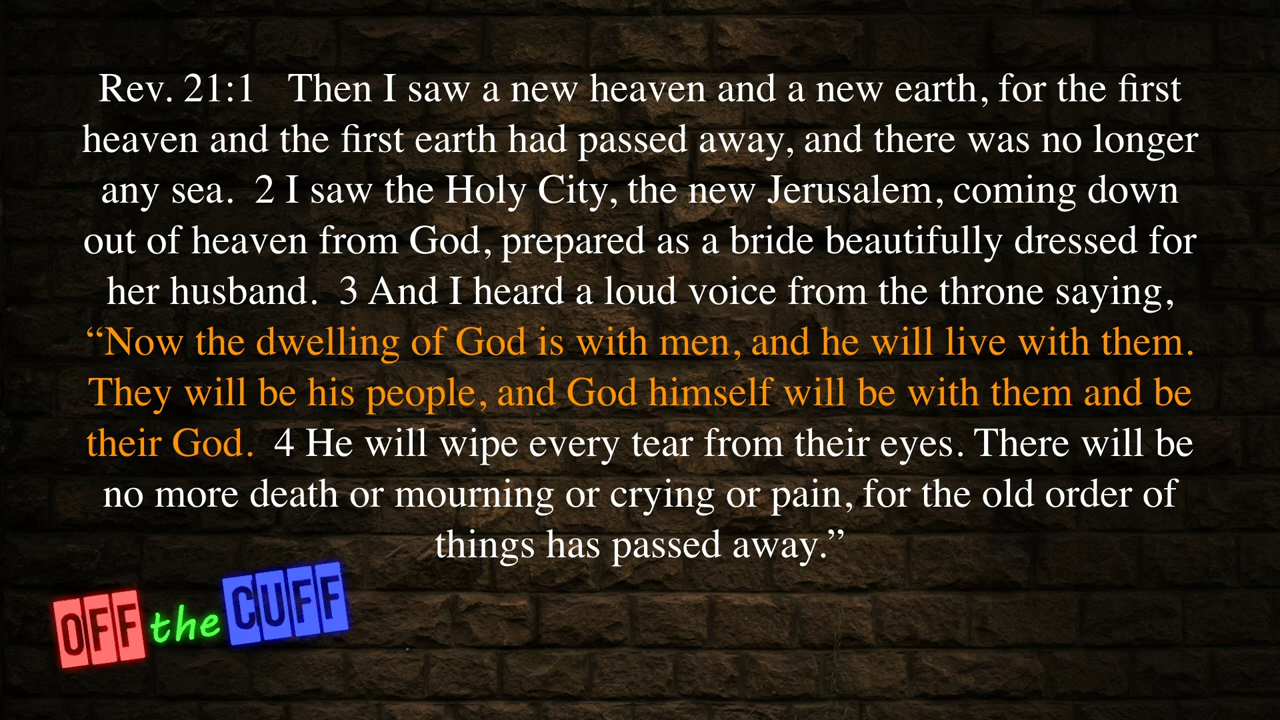 Rev. 21:1   Then I saw a new heaven and a new earth, for the first
heaven and the first earth had passed away, and there was no longer
any sea.  2 I saw the Holy City, the new Jerusalem, coming down
out of heaven from God, prepared as a bride beautifully dressed for
her husband.  3 And I heard a loud voice from the throne saying,
“Now the dwelling of God is with men, and he will live with them.
They will be his people, and God himself will be with them and be
their God.  4 He will wipe every tear from their eyes. There will be
no more death or mourning or crying or pain, for the old order of
things has passed away.”
OFF the CUFF